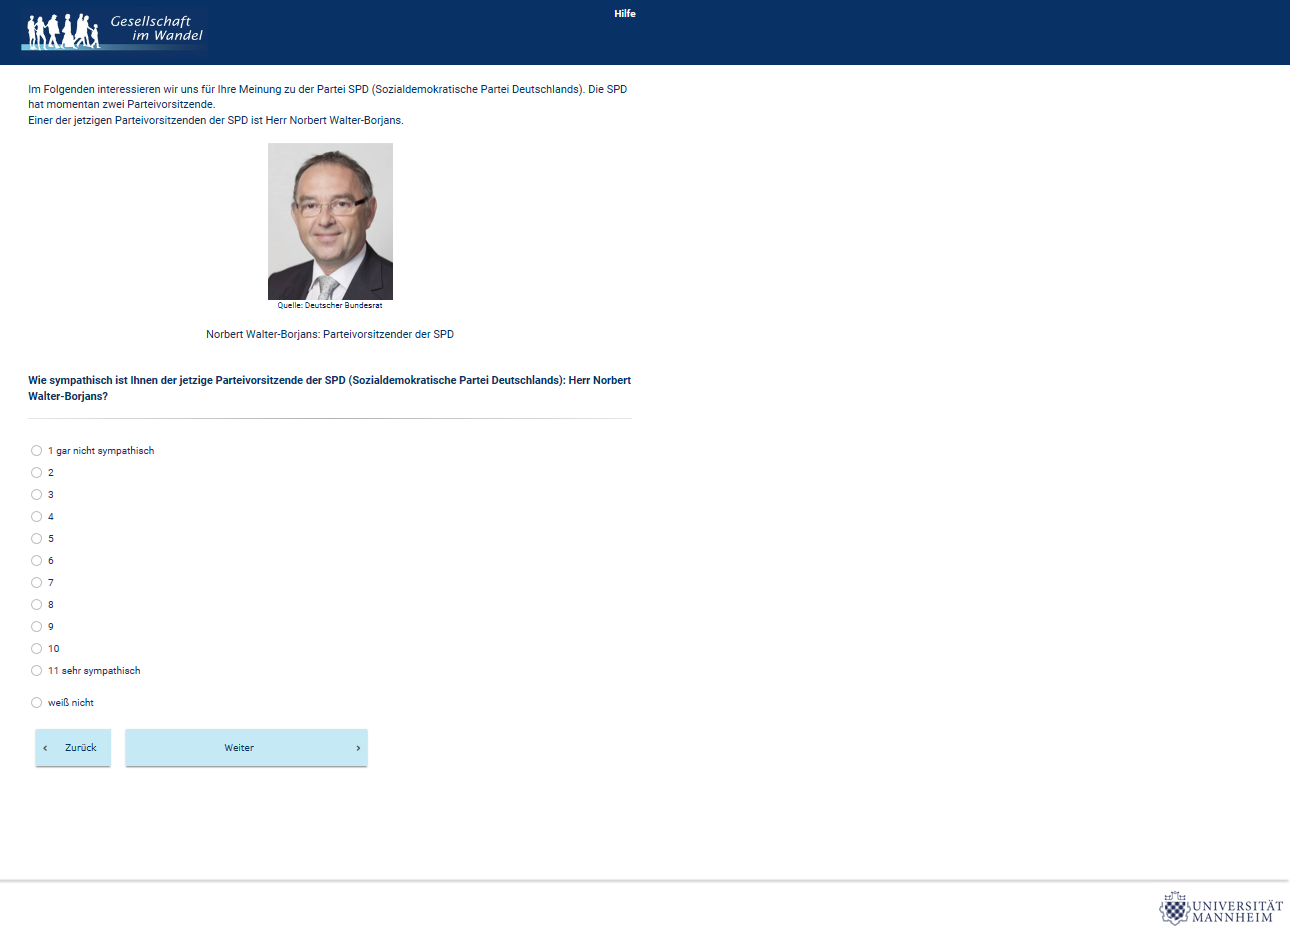 Gesellschaft
im Wandel
Hilfe
Im Folgenden interessieren wir uns für Ihre Meinung zu der Partei SPD (Sozialdemokratische Partei Deutschlands). Die SPD
hat momentan zwei Parteivorsitzende.
Einer der jetzigen Parteivorsitzenden der SPD ist Herr Norbert Walter-Borjans.
Quelle: Deutscher Bundesrat
Norbert Walter-Borjans: Parteivorsitzender der SPD
Wie sympathisch ist Ihnen der jetzige Parteivorsitzende der SPD (Sozialdemokratische Partei Deutschlands): Herr Norbert
Walter-Borjans?
1 gar nicht sympathisch
2
3
4
5
6
7
8
9
10
11 sehr sympathisch
weiß nicht
‹ Zurück
Weiter ›
UNIVERSITÄT
MANNHEIM